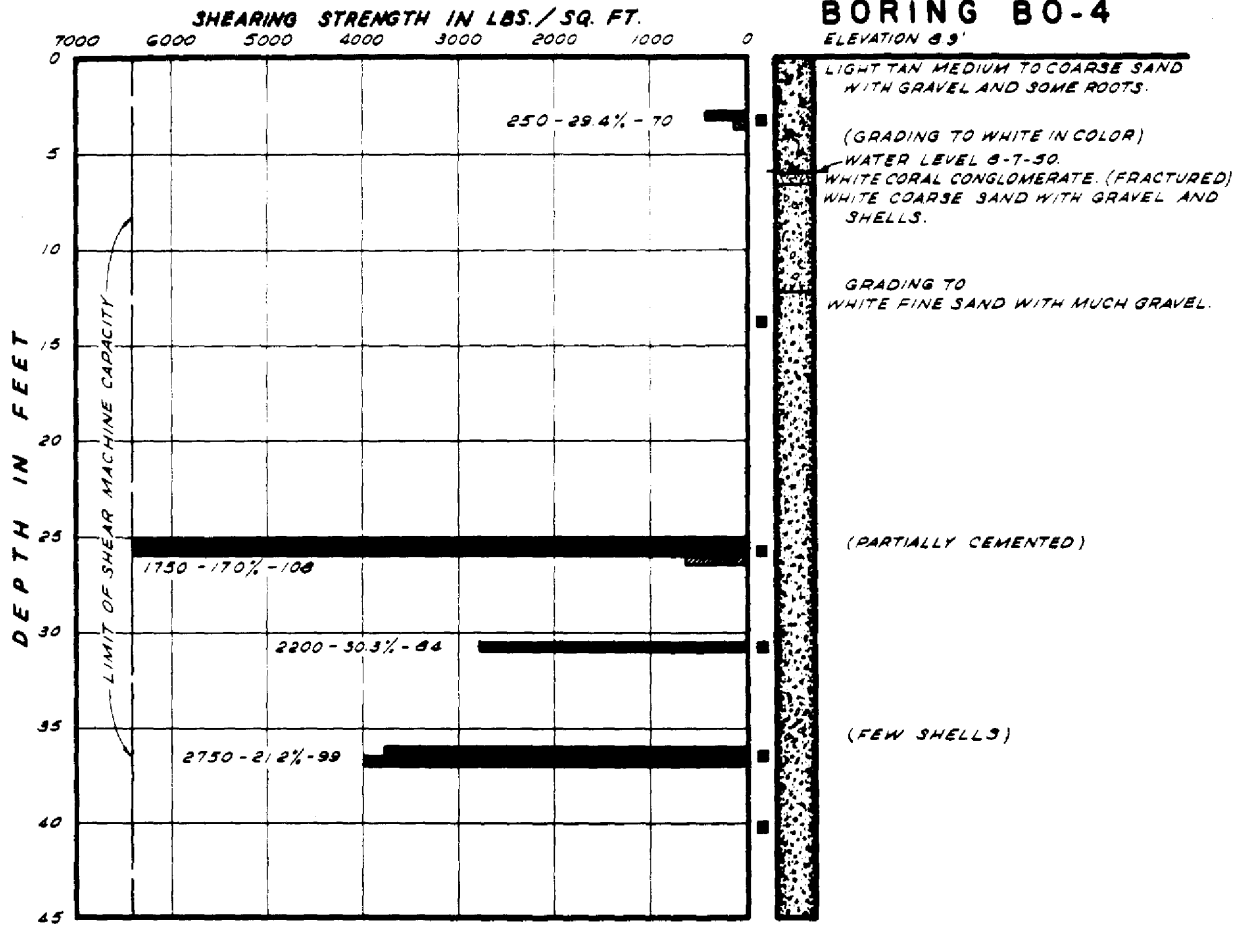 SHEARING STRENGTH IN LBS./SQ. FT.
BORING BO-4
7000 6000 5000 4000 3000 2000 1000 0
ELEVATION
0
LIGHT TAN MEDIUM TO COARSE SAND
WITH GRAVEL AND SOME ROOTS.
250-29.4%-70
(GRADING TO WHITE IN COLOR)
5
WATER LEVEL 8-7-50.
WHITE CORAL CONGLOMERATE. (FRACTURED)
WHITE COARSE SAND WITH GRAVEL AND
SHELLS.
10
GRADING TO
WHITE FINE SAND WITH MUCH GRAVEL.
15
20
25
(PARTIALLY CEMENTED)
1750-17.0%-108
30
2200-30.3%-84
35
(FEW SHELLS)
2750-21.2%-99
40
45
DEPTH IN FEET
LIMIT OF SHEAR MACHINE CAPACITY